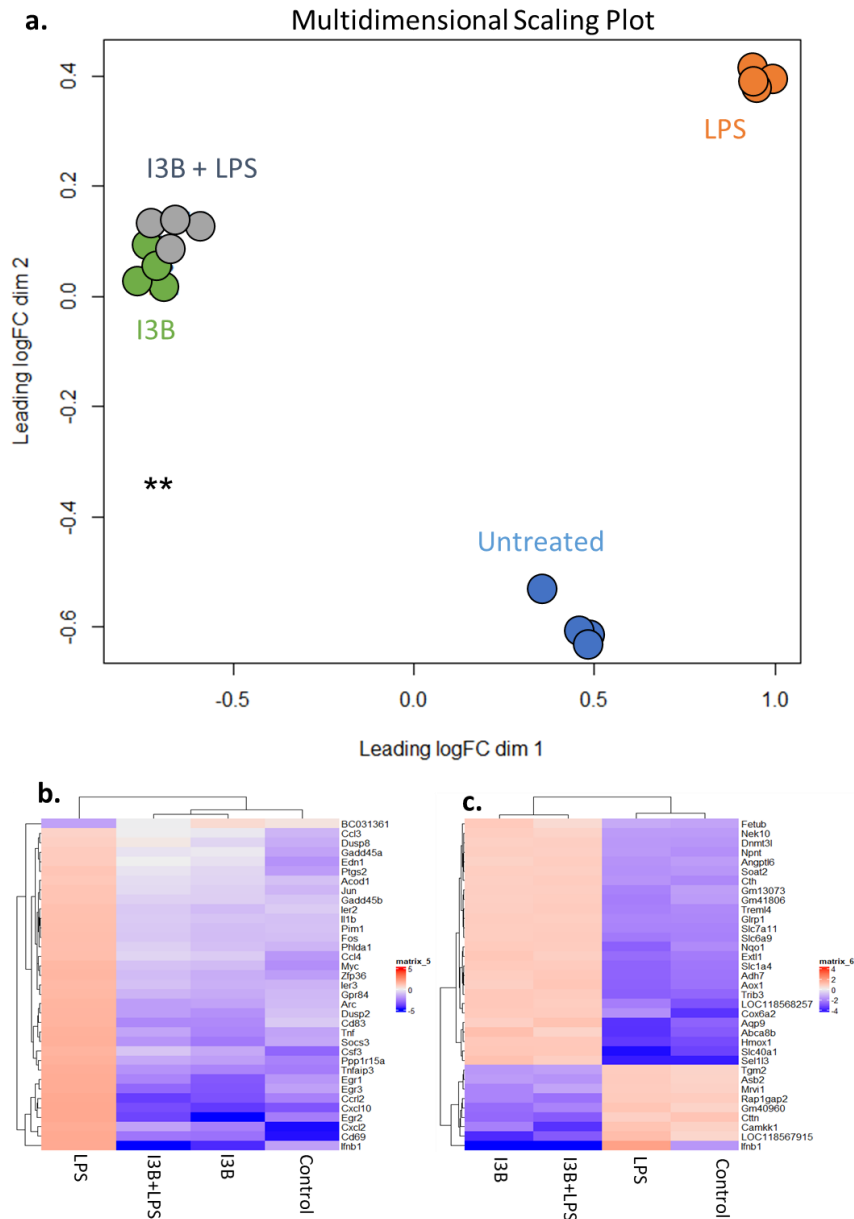 a.
Multidimensional Scaling Plot
0.4
0.2
0.0
-0.2
-0.4
-0.6
Leading logFC dim 2
LPS
I3B + LPS
I3B
**
Untreated
-0.5
0.0
0.5
1.0
Leading logFC dim 1
b.
BC031361
Ccl3
Dusp8
Gadd45a
Edn1
Ptgs2
Acod1
Jun
Gadd45b
Ier2
Il1b
Pim1
Fos
Phlda1
Ccl4
Myc
Zfp36
Ier3
Gpr84
Arc
Dusp2
Cd83
Tnf
Socs3
Csf3
Ppp1r15a
Tnfaip3
Egr1
Egr3
Ccrl2
Cxcl10
Egr2
Cxcl2
Cd69
Ifnb1
matrix_5
5
0
-5
LPS
I3B+LPS
I3B
Control
c.
Fetub
Nek10
Dnmt3l
Npnt
Angptl6
Soat2
Cth
Gm13073
Gm41806
Treml4
Glrp1
Slc7a11
Slc6a9
Nqo1
Extl1
Slc1a4
Adh7
Aox1
Trib3
LOC118568257
Cox6a2
Aqp9
Abca8b
Hmox1
Slc40a1
Sel1l3
Tgm2
Asb2
Mrvi1
Rap1gap2
Gm40960
Cttn
Camkk1
LOC118567915
Ifnb1
matrix_6
4
2
0
-2
-4
I3B
I3B+LPS
LPS
Control